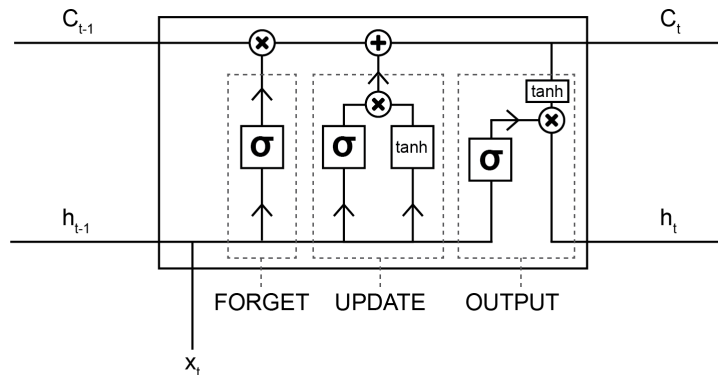 C_{t-1} C_t
× +
tanh
×
×
σ σ tanh σ
h_{t-1} h_t
FORGET UPDATE OUTPUT
x_t